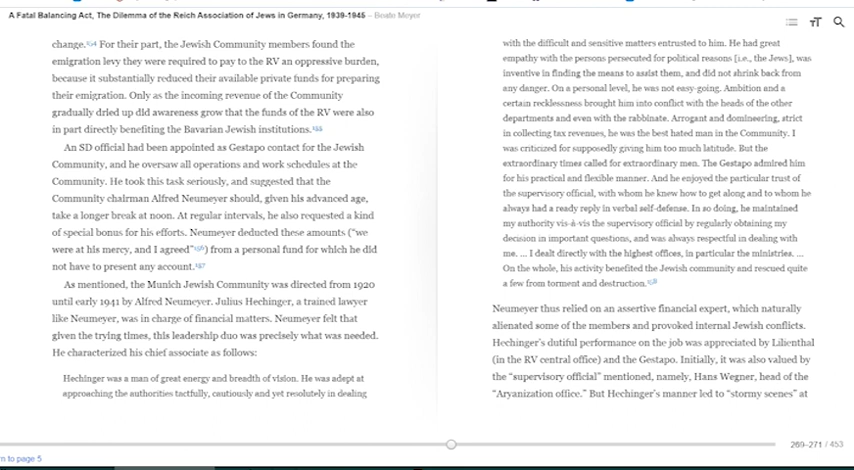 A Fatal Balancing Act, The Dilemma of the Reich Association of Jews in Germany, 1939-1945 – Beate Meyer
change.154 For their part, the Jewish Community members found the
emigration levy they were required to pay to the RV an oppressive burden,
because it substantially reduced their available private funds for preparing
their emigration. Only as the incoming revenue of the Community
gradually dried up did awareness grow that the funds of the RV were also
in part directly benefiting the Bavarian Jewish institutions.155
An SD official had been appointed as Gestapo contact for the Jewish
Community, and he oversaw all operations and work schedules at the
Community. He took this task seriously, and suggested that the
Community chairman Alfred Neumeyer should, given his advanced age,
take a longer break at noon. At regular intervals, he also requested a kind
of special bonus for his efforts. Neumeyer deducted these amounts (“we
were at his mercy, and I agreed”156) from a personal fund for which he did
not have to present any account.157
As mentioned, the Munich Jewish Community was directed from 1920
until early 1941 by Alfred Neumeyer. Julius Hechinger, a trained lawyer
like Neumeyer, was in charge of financial matters. Neumeyer felt that
given the trying times, this leadership duo was precisely what was needed.
He characterized his chief associate as follows:
Hechinger was a man of great energy and breadth of vision. He was adept at
approaching the authorities tactfully, cautiously and yet resolutely in dealing
with the difficult and sensitive matters entrusted to him. He had great
empathy with the persons persecuted for political reasons [i.e., the Jews], was
inventive in finding the means to assist them, and did not shrink back from
any danger. On a personal level, he was not easy-going. Ambition and a
certain recklessness brought him into conflict with the heads of the other
departments and even with the rabbinate. Arrogant and domineering, strict
in collecting tax revenues, he was the best hated man in the Community. I
was criticized for supposedly giving him too much latitude. But the
extraordinary times called for extraordinary men. The Gestapo admired him
for his practical and flexible manner. And he enjoyed the particular trust of
the supervisory official, with whom he knew how to get along and to whom he
always had a ready reply in verbal self-defense. In so doing, he maintained
my authority vis-à-vis the supervisory official by regularly obtaining my
decision in important questions, and was always respectful in dealing with
me. ... I dealt directly with the highest offices, in particular the ministries. ...
On the whole, his activity benefited the Jewish community and rescued quite
a few from torment and destruction.158
Neumeyer thus relied on an assertive financial expert, which naturally
alienated some of the members and provoked internal Jewish conflicts.
Hechinger's dutiful performance on the job was appreciated by Lilienthal
(in the RV central office) and the Gestapo. Initially, it was also valued by
the “supervisory official” mentioned, namely, Hans Wegner, head of the
“Aryanization office.” But Hechinger's manner led to “stormy scenes” at
269–271 / 453
n to page 5